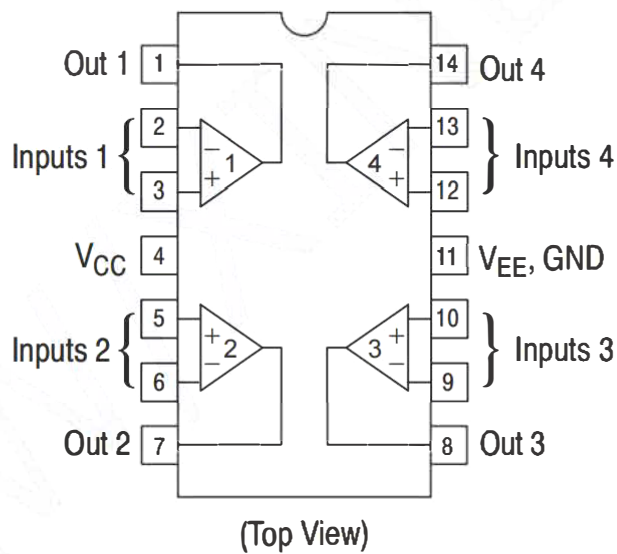 Out 1 1 14 Out 4
2 13
Inputs 1 − 1 4 − Inputs 4
+ +
3 12
VCC 4 11 VEE, GND
5 10
+ +
Inputs 2 2 3 Inputs 3
− −
6 9
Out 2 7 8 Out 3
(Top View)